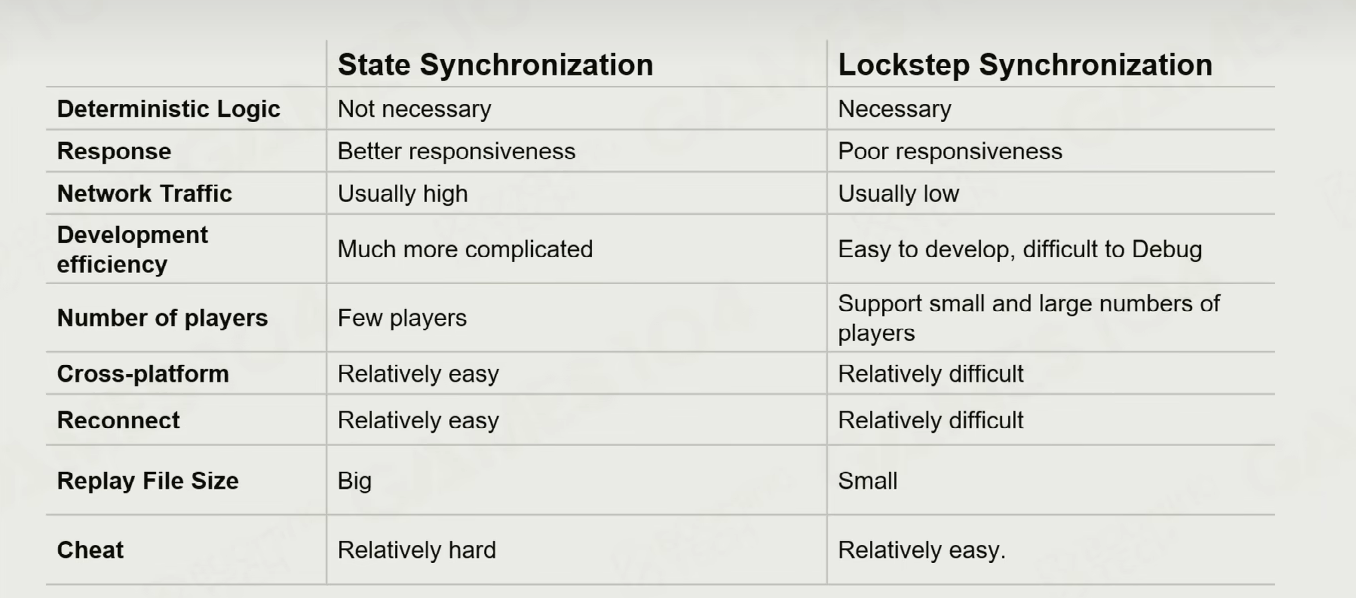 State Synchronization Lockstep Synchronization
Deterministic Logic Not necessary Necessary
Response Better responsiveness Poor responsiveness
Network Traffic Usually high Usually low
Development
efficiency
Much more complicated Easy to develop, difficult to Debug
Number of players Few players
Support small and large numbers of
players
Cross-platform Relatively easy Relatively difficult
Reconnect Relatively easy Relatively difficult
Replay File Size Big Small
Cheat Relatively hard Relatively easy.
GAMES104